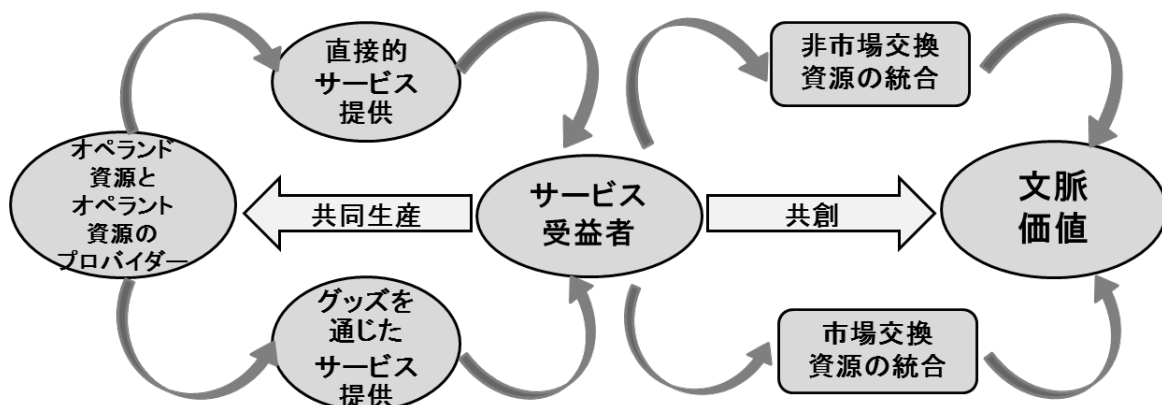 直接的
サービス
提供
非市場交換
資源の統合
オペランド
資源と
オペラント
資源の
プロバイダー
共同生産
サービス
受益者
共創
文脈
価値
グッズを
通じた
サービス
提供
市場交換
資源の統合